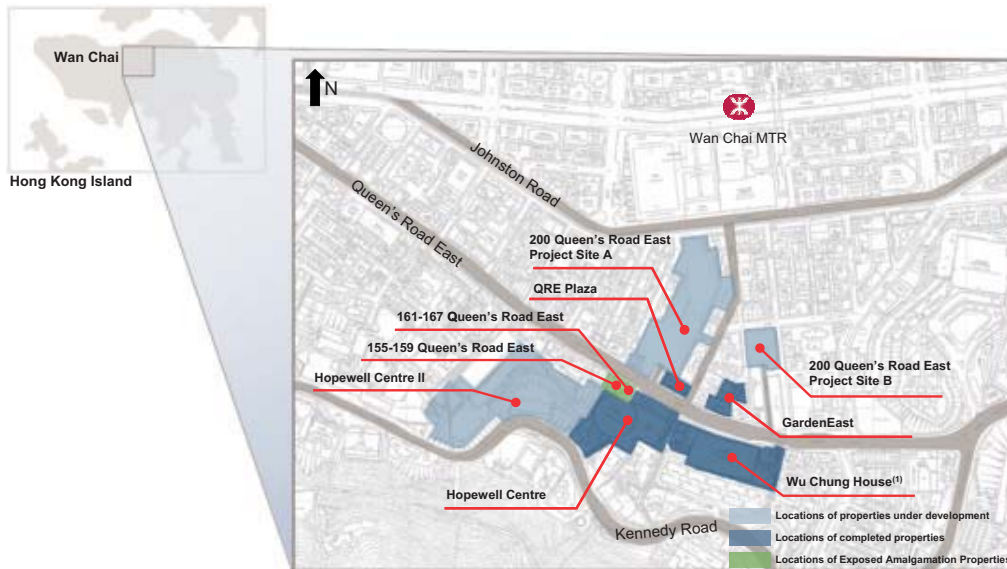 Wan Chai
Hong Kong Island
N
Wan Chai MTR
Johnston Road
Queen's Road East
200 Queen's Road East
Project Site A
QRE Plaza
161-167 Queen's Road East
155-159 Queen's Road East
Hopewell Centre II
200 Queen's Road East
Project Site B
GardenEast
Wu Chung House(1)
Hopewell Centre
Kennedy Road
Locations of properties under development
Locations of completed properties
Locations of Exposed Amalgamation Properties